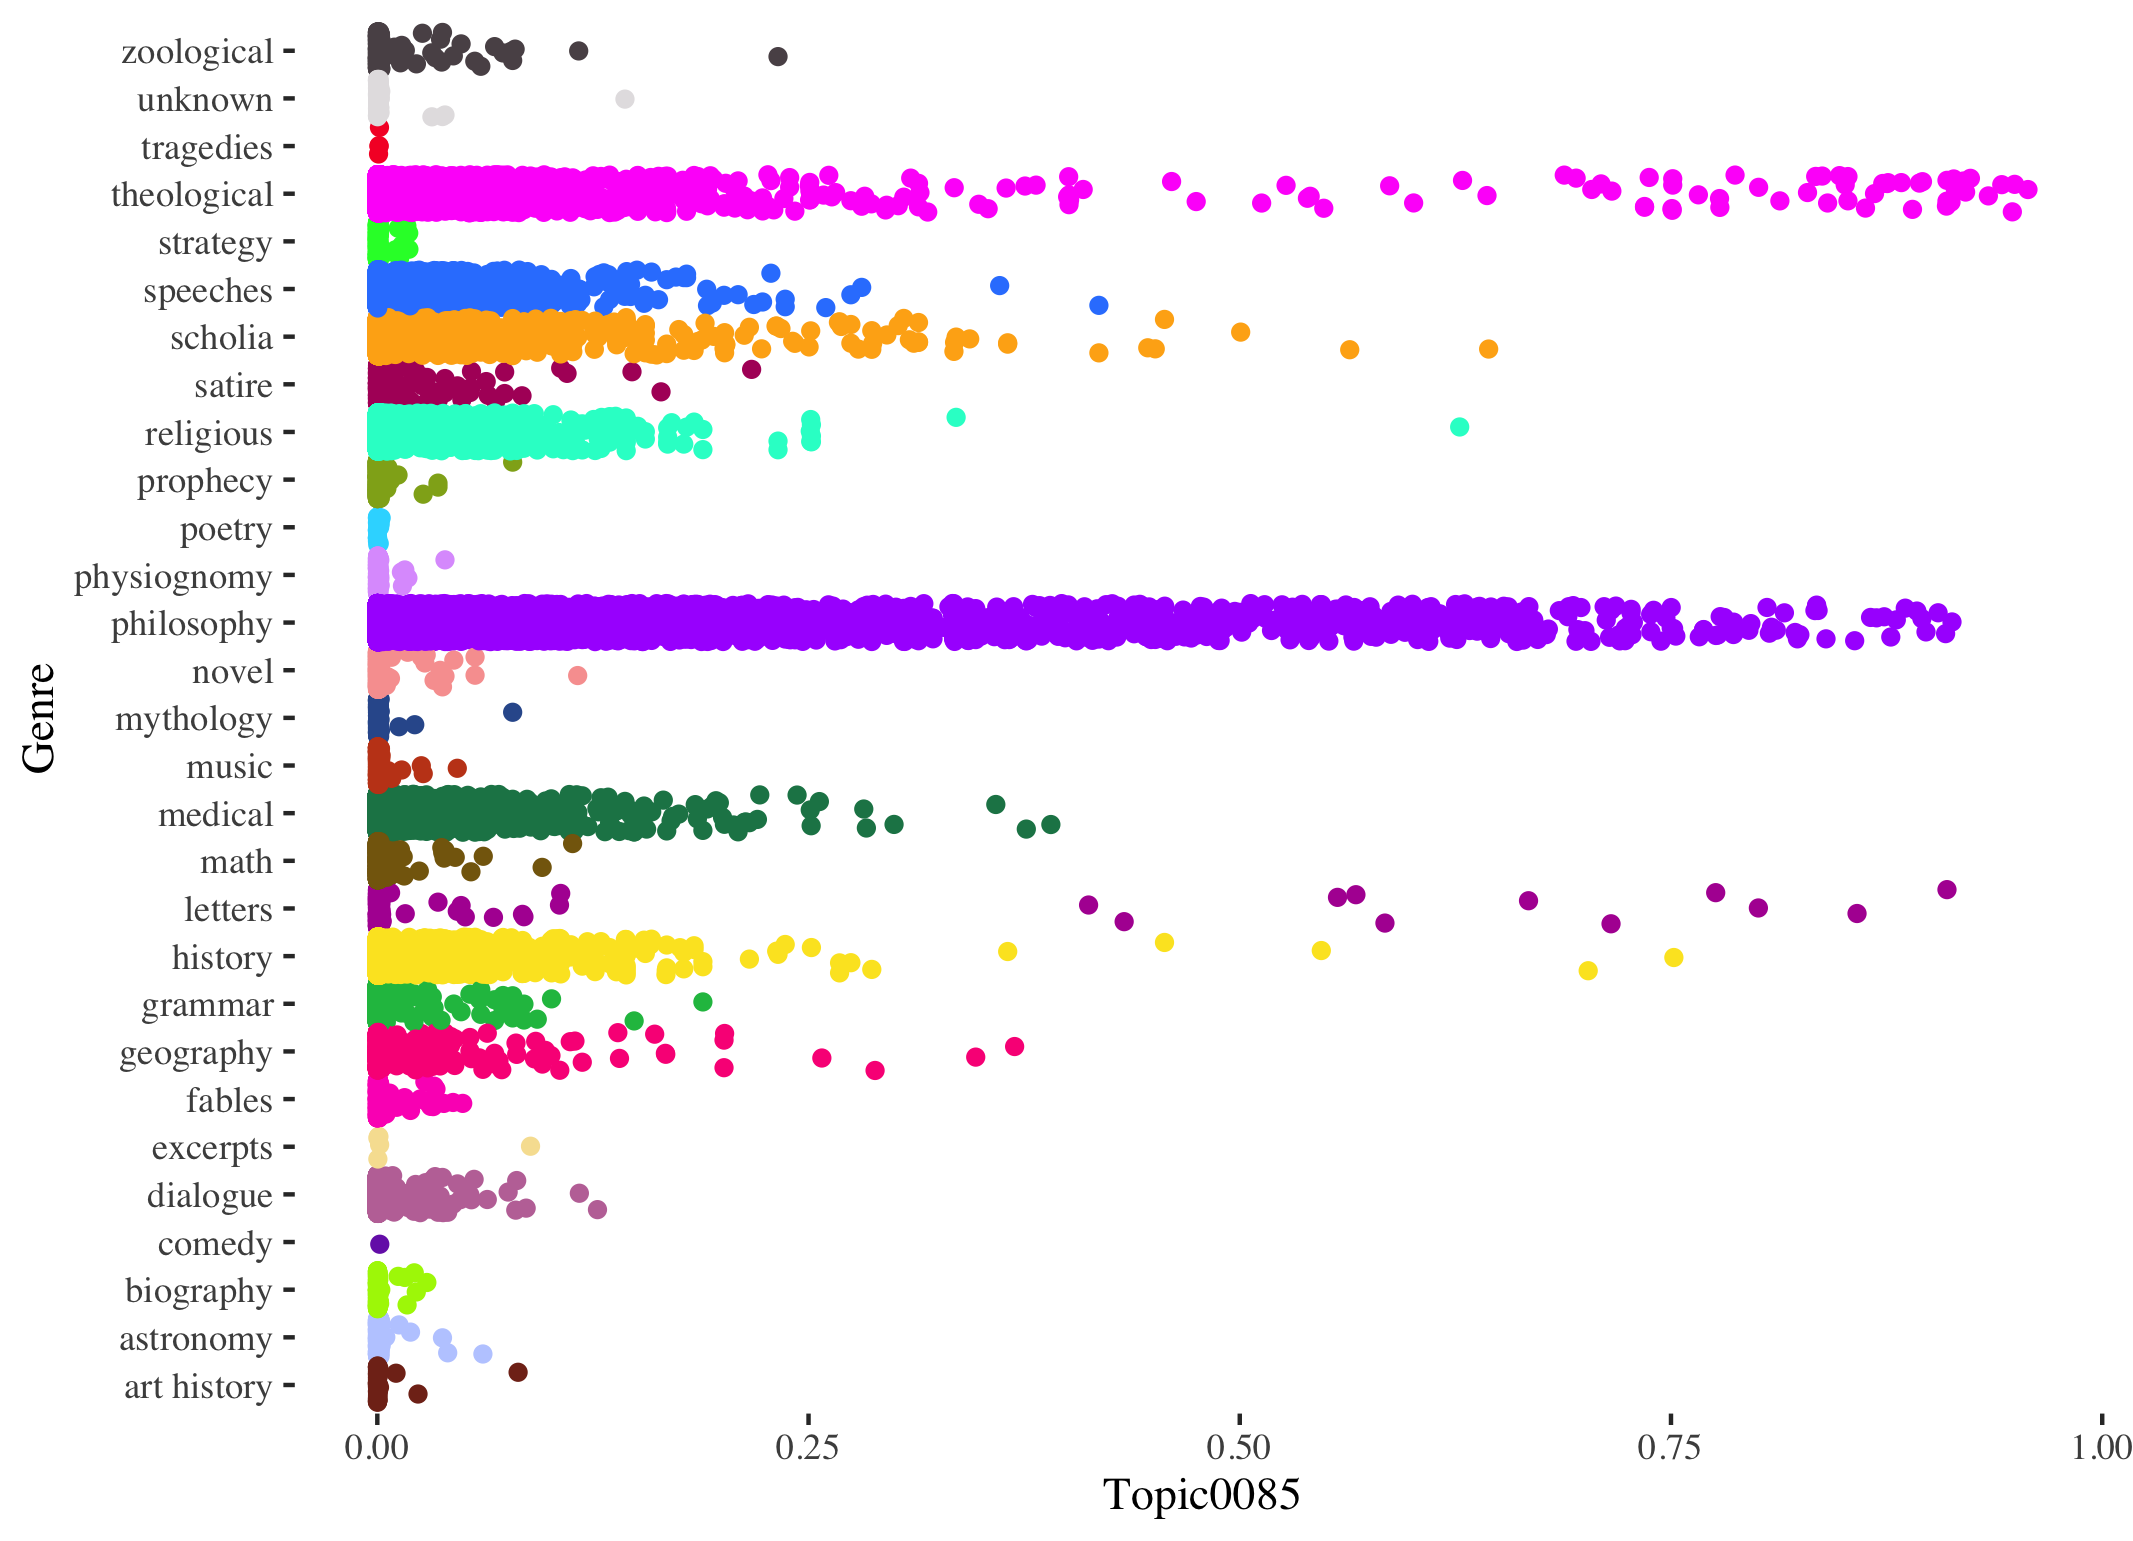 zoological
unknown
tragedies
theological
strategy
speeches
scholia
satire
religious
prophecy
poetry
physiognomy
philosophy
novel
mythology
music
medical
math
letters
history
grammar
geography
fables
excerpts
dialogue
comedy
biography
astronomy
art history
Genre
0.00 0.25 0.50 0.75 1.00
Topic0085